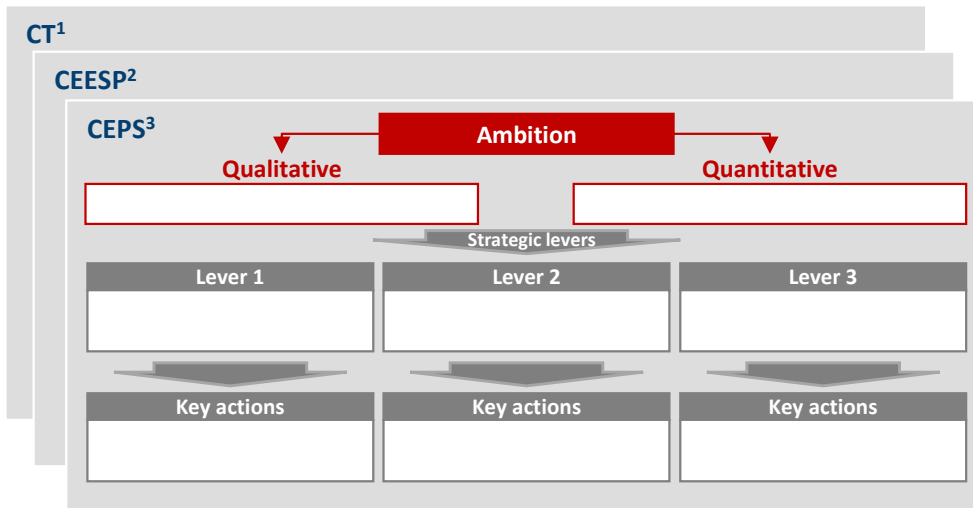 CT¹
CEESP²
CEPS³
Ambition
Qualitative
Quantitative
Strategic levers
Lever 1
Lever 2
Lever 3
Key actions
Key actions
Key actions